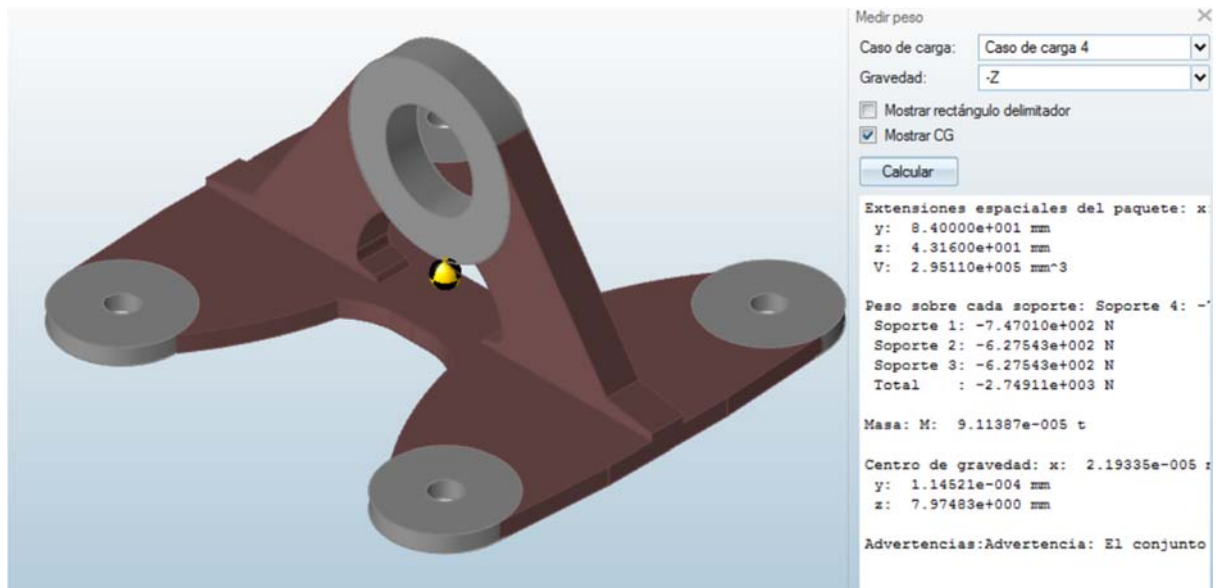 Medir peso
Caso de carga: Caso de carga 4
Gravedad: -Z
Mostrar rectángulo delimitador
Mostrar CG
Calcular
Extensiones espaciales del paquete: x
y: 8.40000e+001 mm
z: 4.31600e+001 mm
V: 2.95110e+005 mm^3
Peso sobre cada soporte: Soporte 4: -
Soporte 1: -7.47010e+002 N
Soporte 2: -6.27543e+002 N
Soporte 3: -6.27543e+002 N
Total : -2.74911e+003 N
Masa: M: 9.11387e-005 t
Centro de gravedad: x: 2.19335e-005
y: 1.14521e-004 mm
z: 7.97483e+000 mm
Advertencias:Advertencia: El conjunto